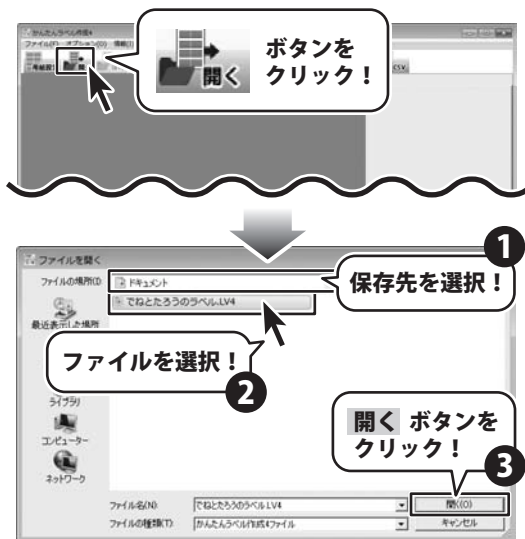 かんたんラベル作成4
ファイル(F) オプション(O) 情報(I)
用紙設定
開く
ボタンを
クリック！
CSV
ファイルを開く
1
ファイルの場所(I)
ドキュメント
保存先を選択！
でねとたろうのラベル.LV4
最近表示した場所
ファイルを選択！
2
ライブラリ
コンピューター
ネットワーク
開く ボタンを
クリック！
3
ファイル名(N):
でねとたろうのラベル.LV4
開く(O)
ファイルの種類(T):
かんたんラベル作成4ファイル
キャンセル